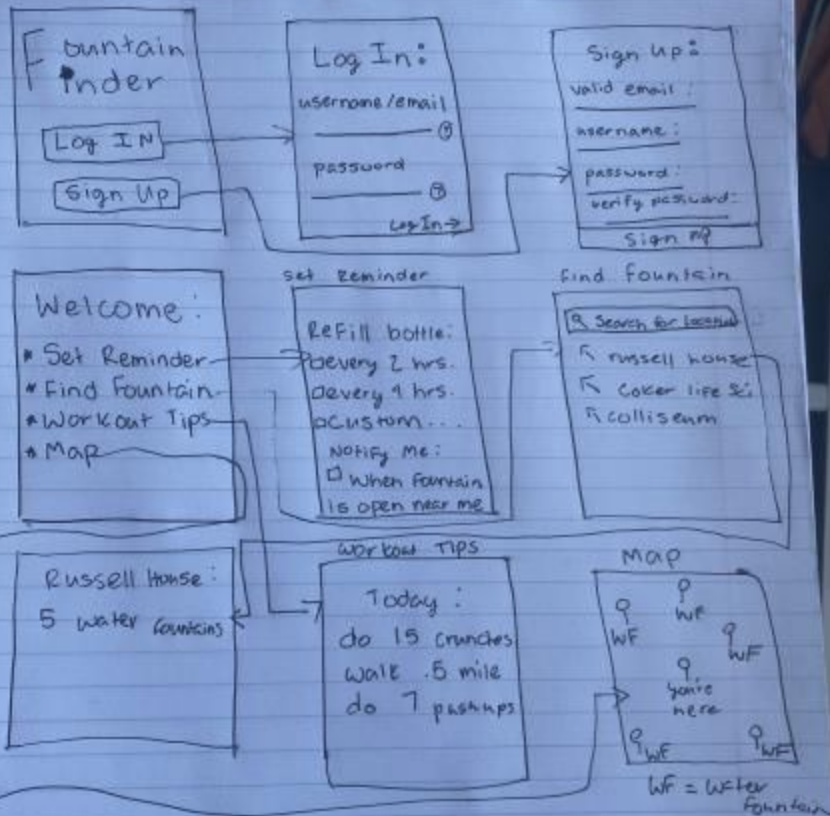 Fountain
Finder
Log IN
Sign Up
Log In:
username/email
password
Log In→
Sign Up:
valid email:
username:
password:
verify password:
Sign up
Welcome:
* Set Reminder
* Find Fountain
* Workout Tips
* Map
Set Reminder
Refill bottle:
every 2 hrs.
every 4 hrs.
custom...
Notify Me:
□ When fountain
is open near me
Find fountain
Search for location
russell house
coker life sci
colliseum
Russell House:
5 water fountains
Workout Tips
Today:
do 15 crunches
walk .5 mile
do 7 pushups
Map
WF
WF
WF
you're
here
WF
WF
WF = Water
Fountain